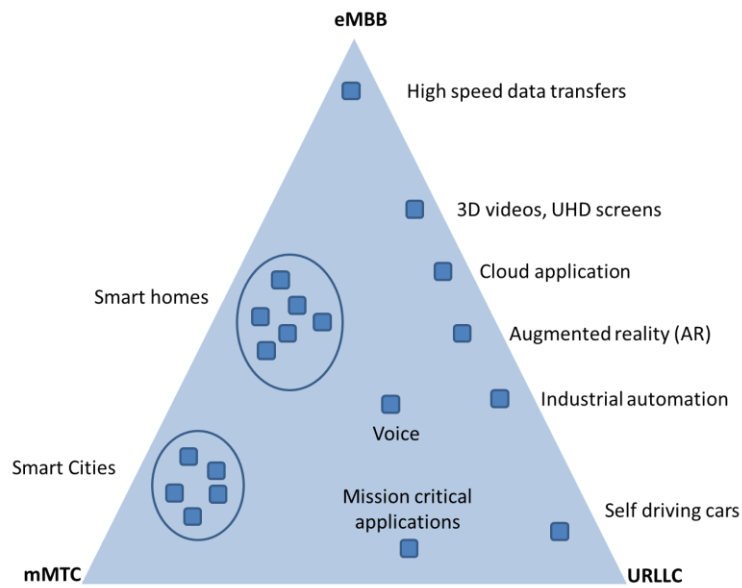 eMBB
High speed data transfers
3D videos, UHD screens
Cloud application
Smart homes
Augmented reality (AR)
Industrial automation
Voice
Smart Cities
Mission critical
applications
Self driving cars
mMTC
URLLC